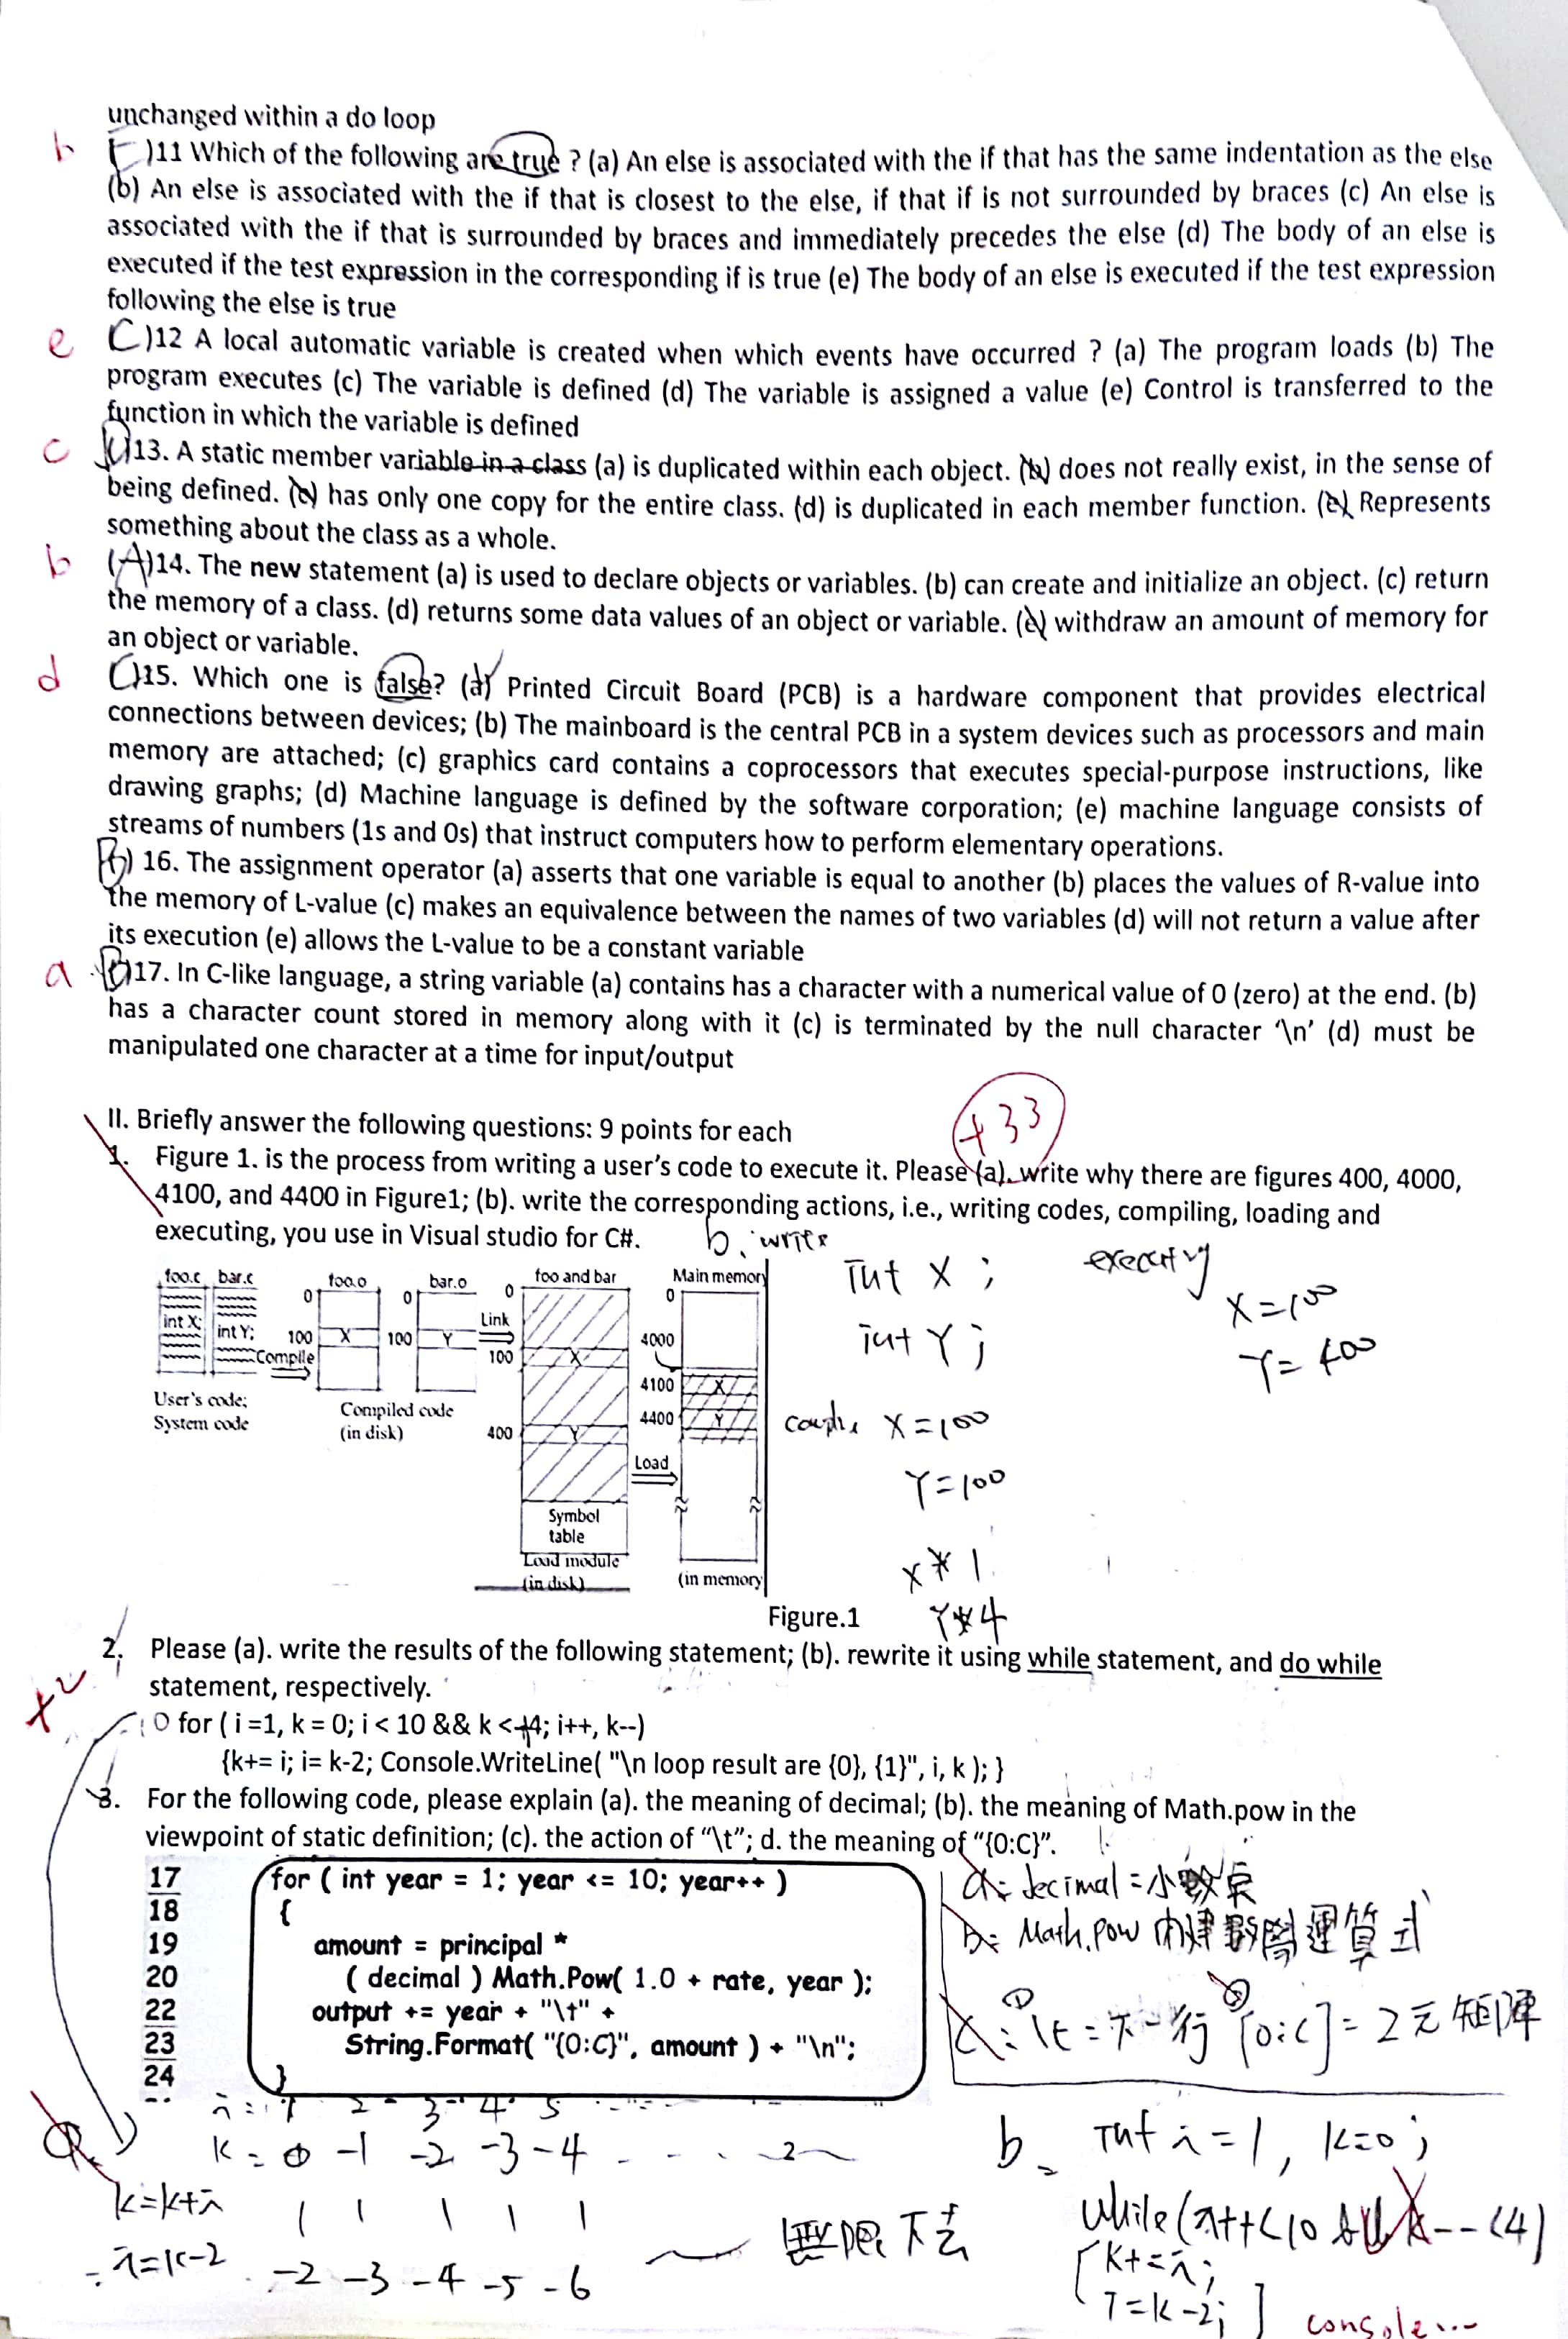 unchanged within a do loop
b ( )11 Which of the following are true ? (a) An else is associated with the if that has the same indentation as the else
(b) An else is associated with the if that is closest to the else, if that if is not surrounded by braces (c) An else is
associated with the if that is surrounded by braces and immediately precedes the else (d) The body of an else is
executed if the test expression in the corresponding if is true (e) The body of an else is executed if the test expression
following the else is true
e (C)12 A local automatic variable is created when which events have occurred ? (a) The program loads (b) The
program executes (c) The variable is defined (d) The variable is assigned a value (e) Control is transferred to the
function in which the variable is defined
c ( )13. A static member variable in a class (a) is duplicated within each object. (b) does not really exist, in the sense of
being defined. (c) has only one copy for the entire class. (d) is duplicated in each member function. (e) Represents
something about the class as a whole.
b (A)14. The new statement (a) is used to declare objects or variables. (b) can create and initialize an object. (c) return
the memory of a class. (d) returns some data values of an object or variable. (e) withdraw an amount of memory for
an object or variable.
d ( )15. Which one is false? (a) Printed Circuit Board (PCB) is a hardware component that provides electrical
connections between devices; (b) The mainboard is the central PCB in a system devices such as processors and main
memory are attached; (c) graphics card contains a coprocessors that executes special-purpose instructions, like
drawing graphs; (d) Machine language is defined by the software corporation; (e) machine language consists of
streams of numbers (1s and 0s) that instruct computers how to perform elementary operations.
(b) 16. The assignment operator (a) asserts that one variable is equal to another (b) places the values of R-value into
the memory of L-value (c) makes an equivalence between the names of two variables (d) will not return a value after
its execution (e) allows the L-value to be a constant variable
a ( )17. In C-like language, a string variable (a) contains has a character with a numerical value of 0 (zero) at the end. (b)
has a character count stored in memory along with it (c) is terminated by the null character '\n' (d) must be
manipulated one character at a time for input/output
+33
II. Briefly answer the following questions: 9 points for each
1. Figure 1. is the process from writing a user's code to execute it. Please (a). write why there are figures 400, 4000,
4100, and 4400 in Figure1; (b). write the corresponding actions, i.e., writing codes, compiling, loading and
executing, you use in Visual studio for C#.
b. write
Int X ;
int Y ;
X=100
Y=100
X*1
Y*4
X=100
Y=400
foo.c bar.c foo.o bar.o foo and bar Main memor
0 0 0 0
int X; int Y; 100 X 100 Y Link 4000
Compile 100 X
4100 X
4400 Y
User's code; Compiled code 400 Y
System code (in disk)
Load
Symbol
table
Load module
(in disk) (in memory
Figure.1
2. Please (a). write the results of the following statement; (b). rewrite it using while statement, and do while
statement, respectively.
+2
for ( i =1, k = 0; i < 10 && k < 4; i++, k--)
{k+= i; i= k-2; Console.WriteLine( "\n loop result are {0}, {1}", i, k ); }
3. For the following code, please explain (a). the meaning of decimal; (b). the meaning of Math.pow in the
viewpoint of static definition; (c). the action of "\t"; d. the meaning of "{0:C}".
17 for ( int year = 1; year <= 10; year++ )
18 {
19 amount = principal *
20 ( decimal ) Math.Pow( 1.0 + rate, year );
22 output += year + "\t" +
23 String.Format( "{0:C}", amount ) + "\n";
24 }
a: decimal = 小數点
b: Math.pow 內建數學運算式
c: ① \t = 下一行 ② [0:C] = 2元矩陣
i = 1 2 3 4 5
k = 0 -1 -2 -3 -4 2
k=k+i 1 1 1 1 1
i=k-2 -2 -3 -4 -5 -6
無限下去
b. Int i=1, k=0;
while(i++<10 && k--<4)
[ k+=i;
i=k-2; ]
console...